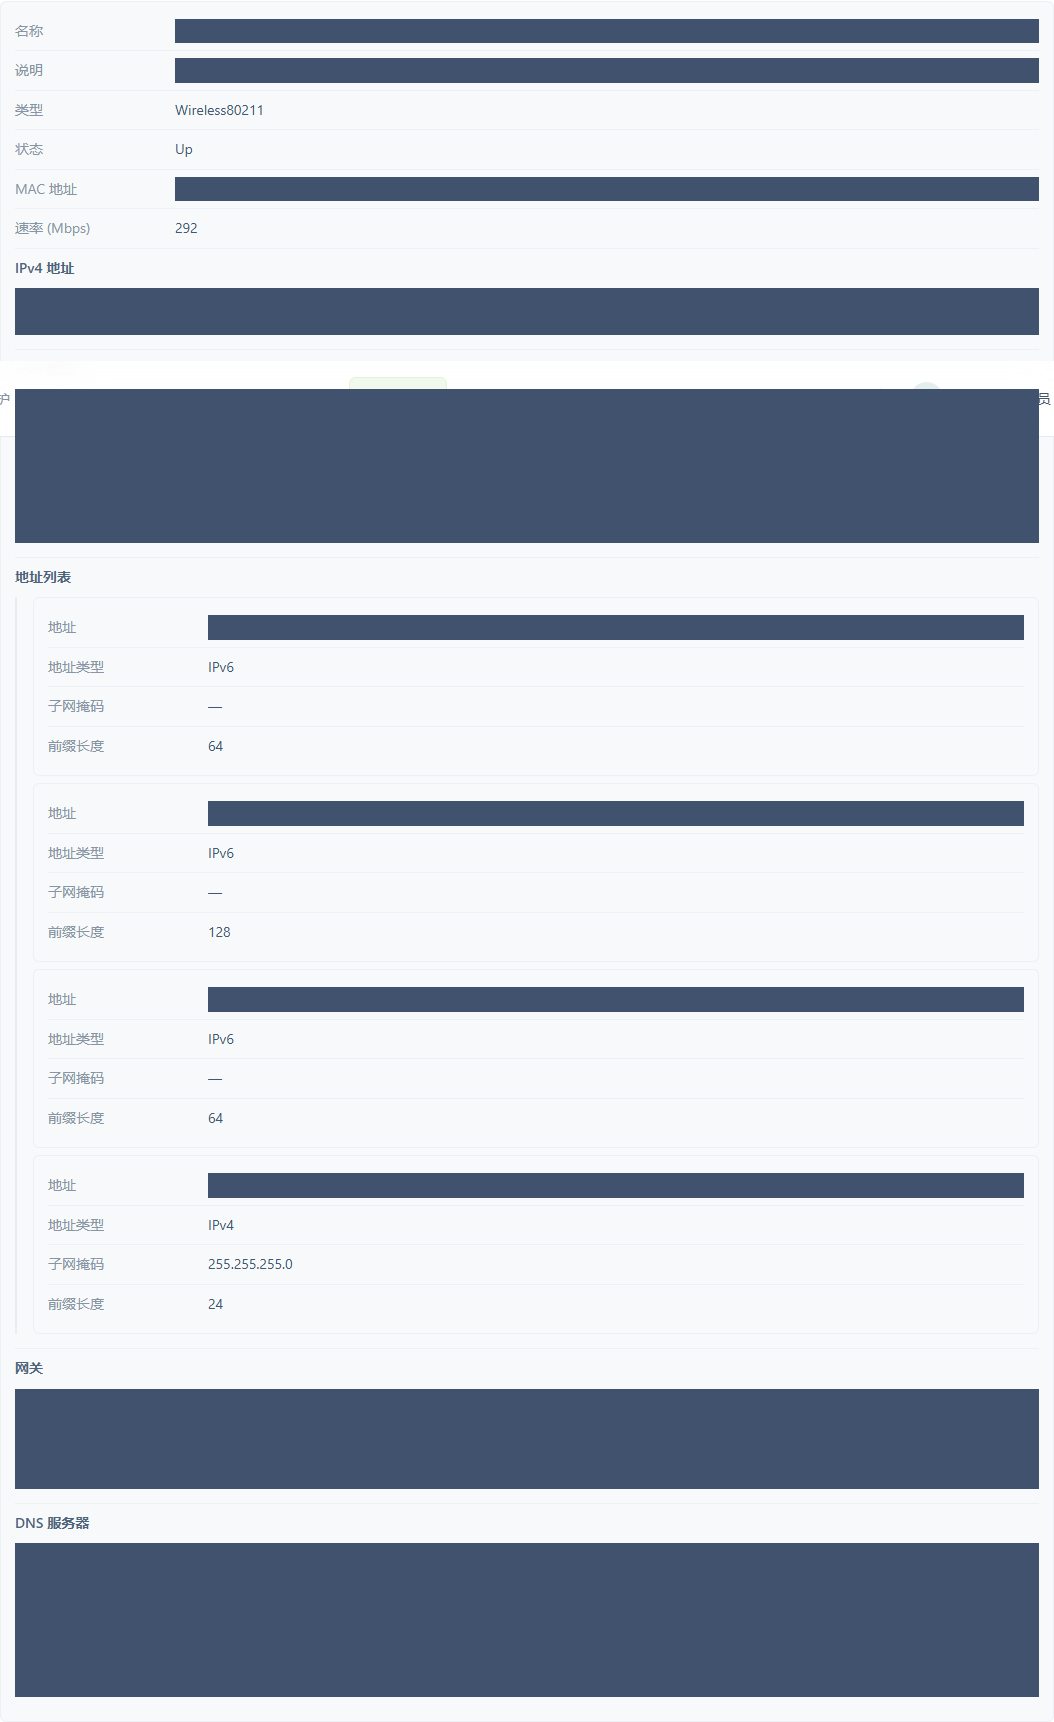 名称
说明
类型 Wireless80211
状态 Up
MAC 地址
速率 (Mbps) 292
IPv4 地址
护 员
地址列表
地址
地址类型 IPv6
子网掩码 —
前缀长度 64
地址
地址类型 IPv6
子网掩码 —
前缀长度 128
地址
地址类型 IPv6
子网掩码 —
前缀长度 64
地址
地址类型 IPv4
子网掩码 255.255.255.0
前缀长度 24
网关
DNS 服务器